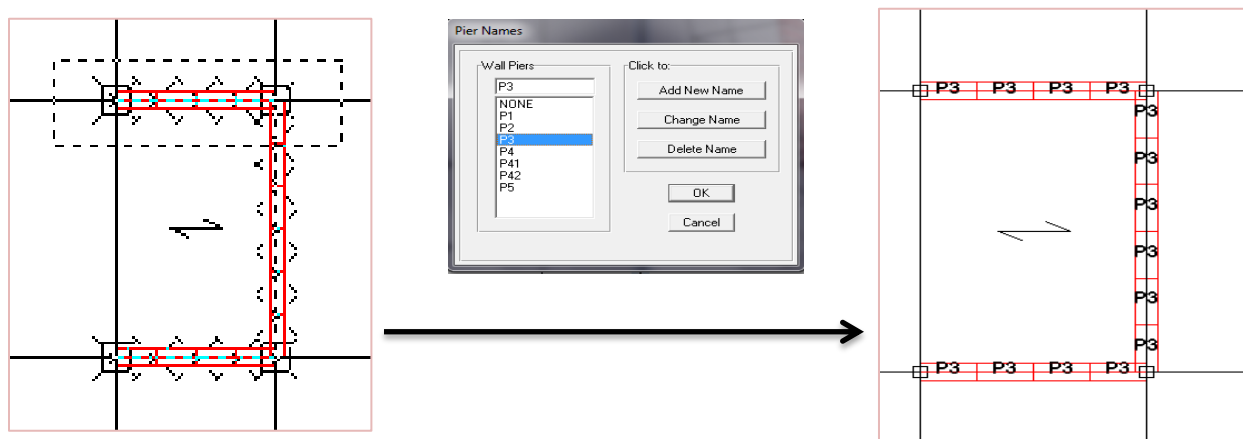 Pier Names
Wall Piers
P3
NONE
P1
P2
P3
P4
P41
P42
P5
Click to:
Add New Name
Change Name
Delete Name
OK
Cancel
P3 P3 P3 P3
P3
P3
P3
P3
P3
P3
P3 P3 P3 P3